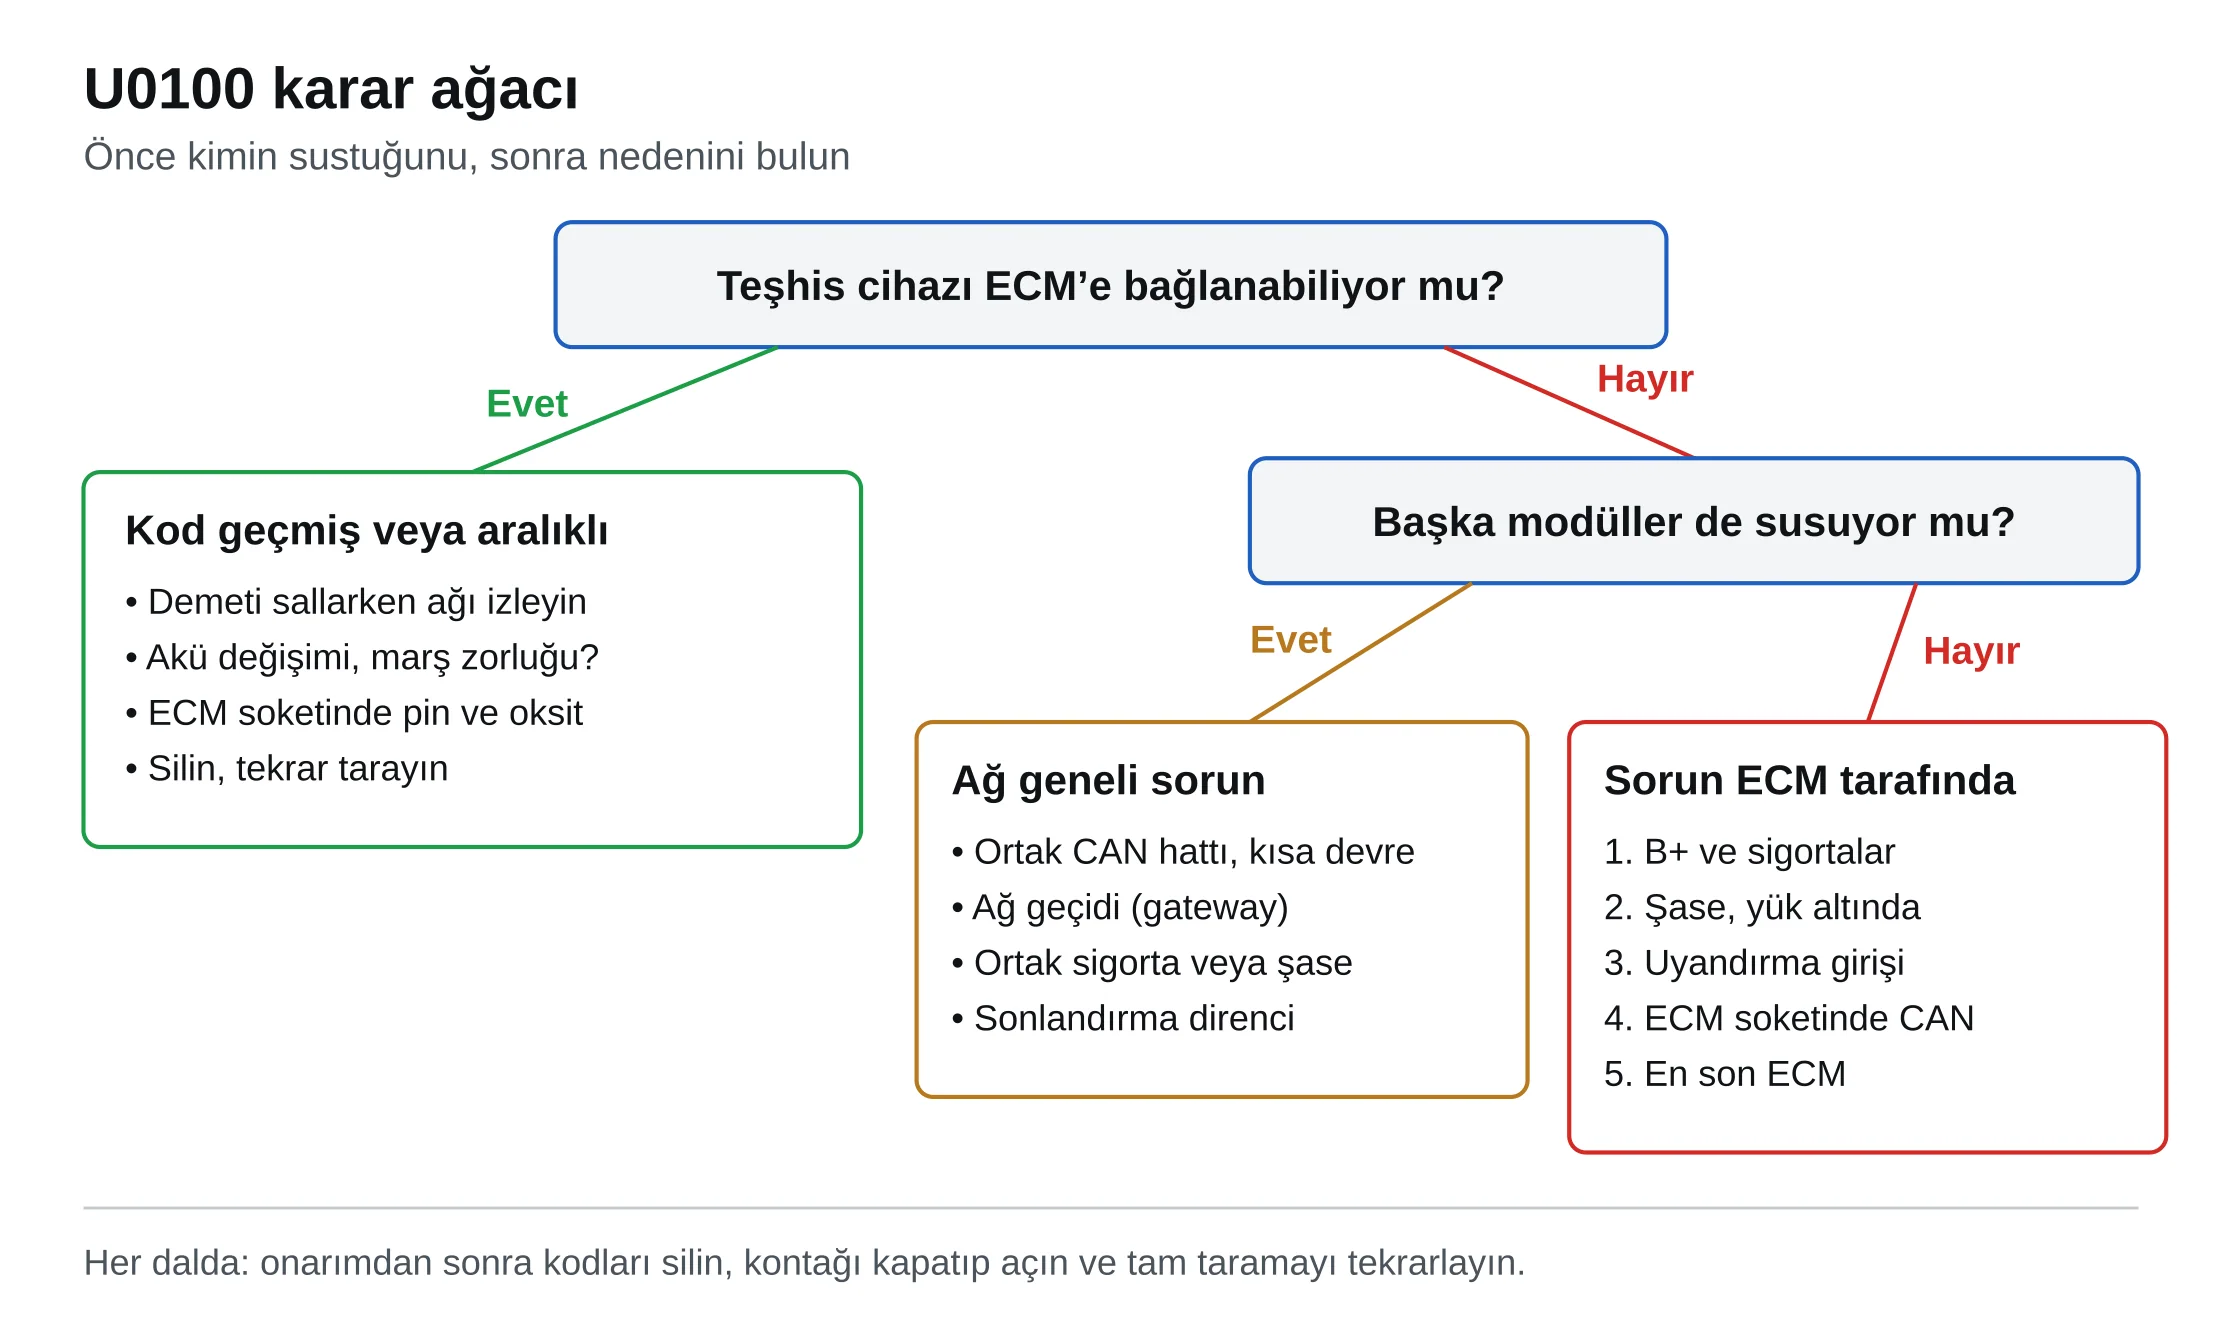 U0100 karar ağacı
Önce kimin sustuğunu, sonra nedenini bulun
Teşhis cihazı ECM’e bağlanabiliyor mu?
Evet
Hayır
Kod geçmiş veya aralıklı
• Demeti sallarken ağı izleyin
• Akü değişimi, marş zorluğu?
• ECM soketinde pin ve oksit
• Silin, tekrar tarayın
Başka modüller de susuyor mu?
Evet
Hayır
Ağ geneli sorun
• Ortak CAN hattı, kısa devre
• Ağ geçidi (gateway)
• Ortak sigorta veya şase
• Sonlandırma direnci
Sorun ECM tarafında
1. B+ ve sigortalar
2. Şase, yük altında
3. Uyandırma girişi
4. ECM soketinde CAN
5. En son ECM
Her dalda: onarımdan sonra kodları silin, kontağı kapatıp açın ve tam taramayı tekrarlayın.